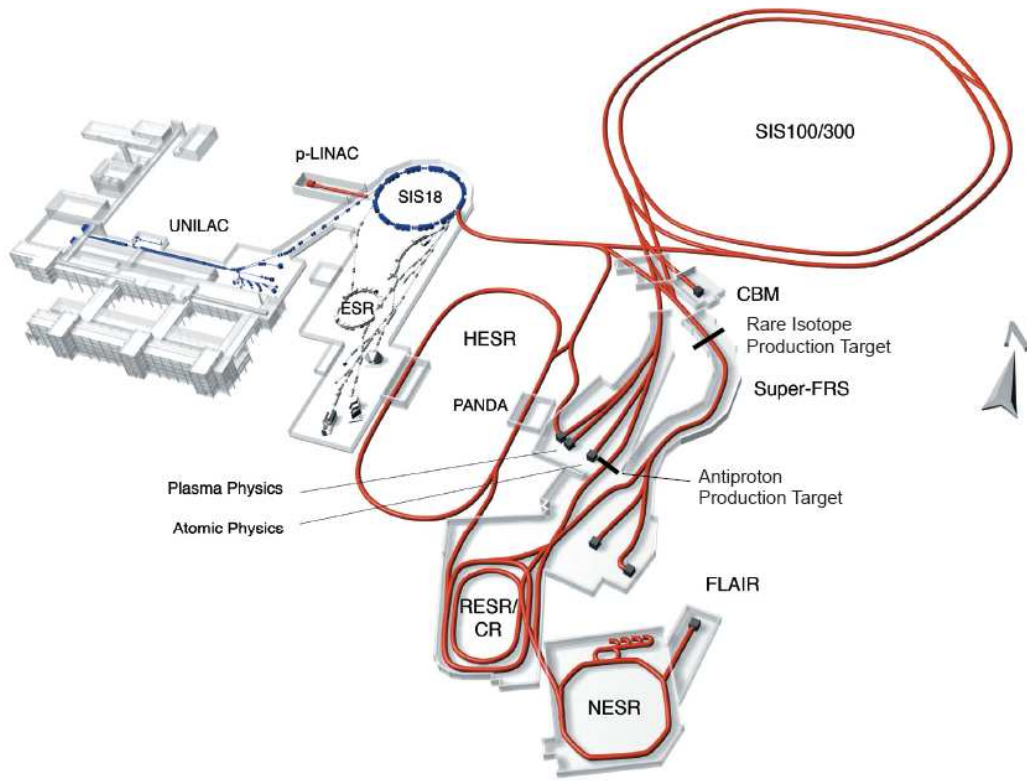 SIS100/300
p-LINAC
SIS18
UNILAC
ESR
CBM
HESR
Rare Isotope
Production Target
Super-FRS
PANDA
Plasma Physics
Antiproton
Production Target
Atomic Physics
FLAIR
RESR/
CR
NESR